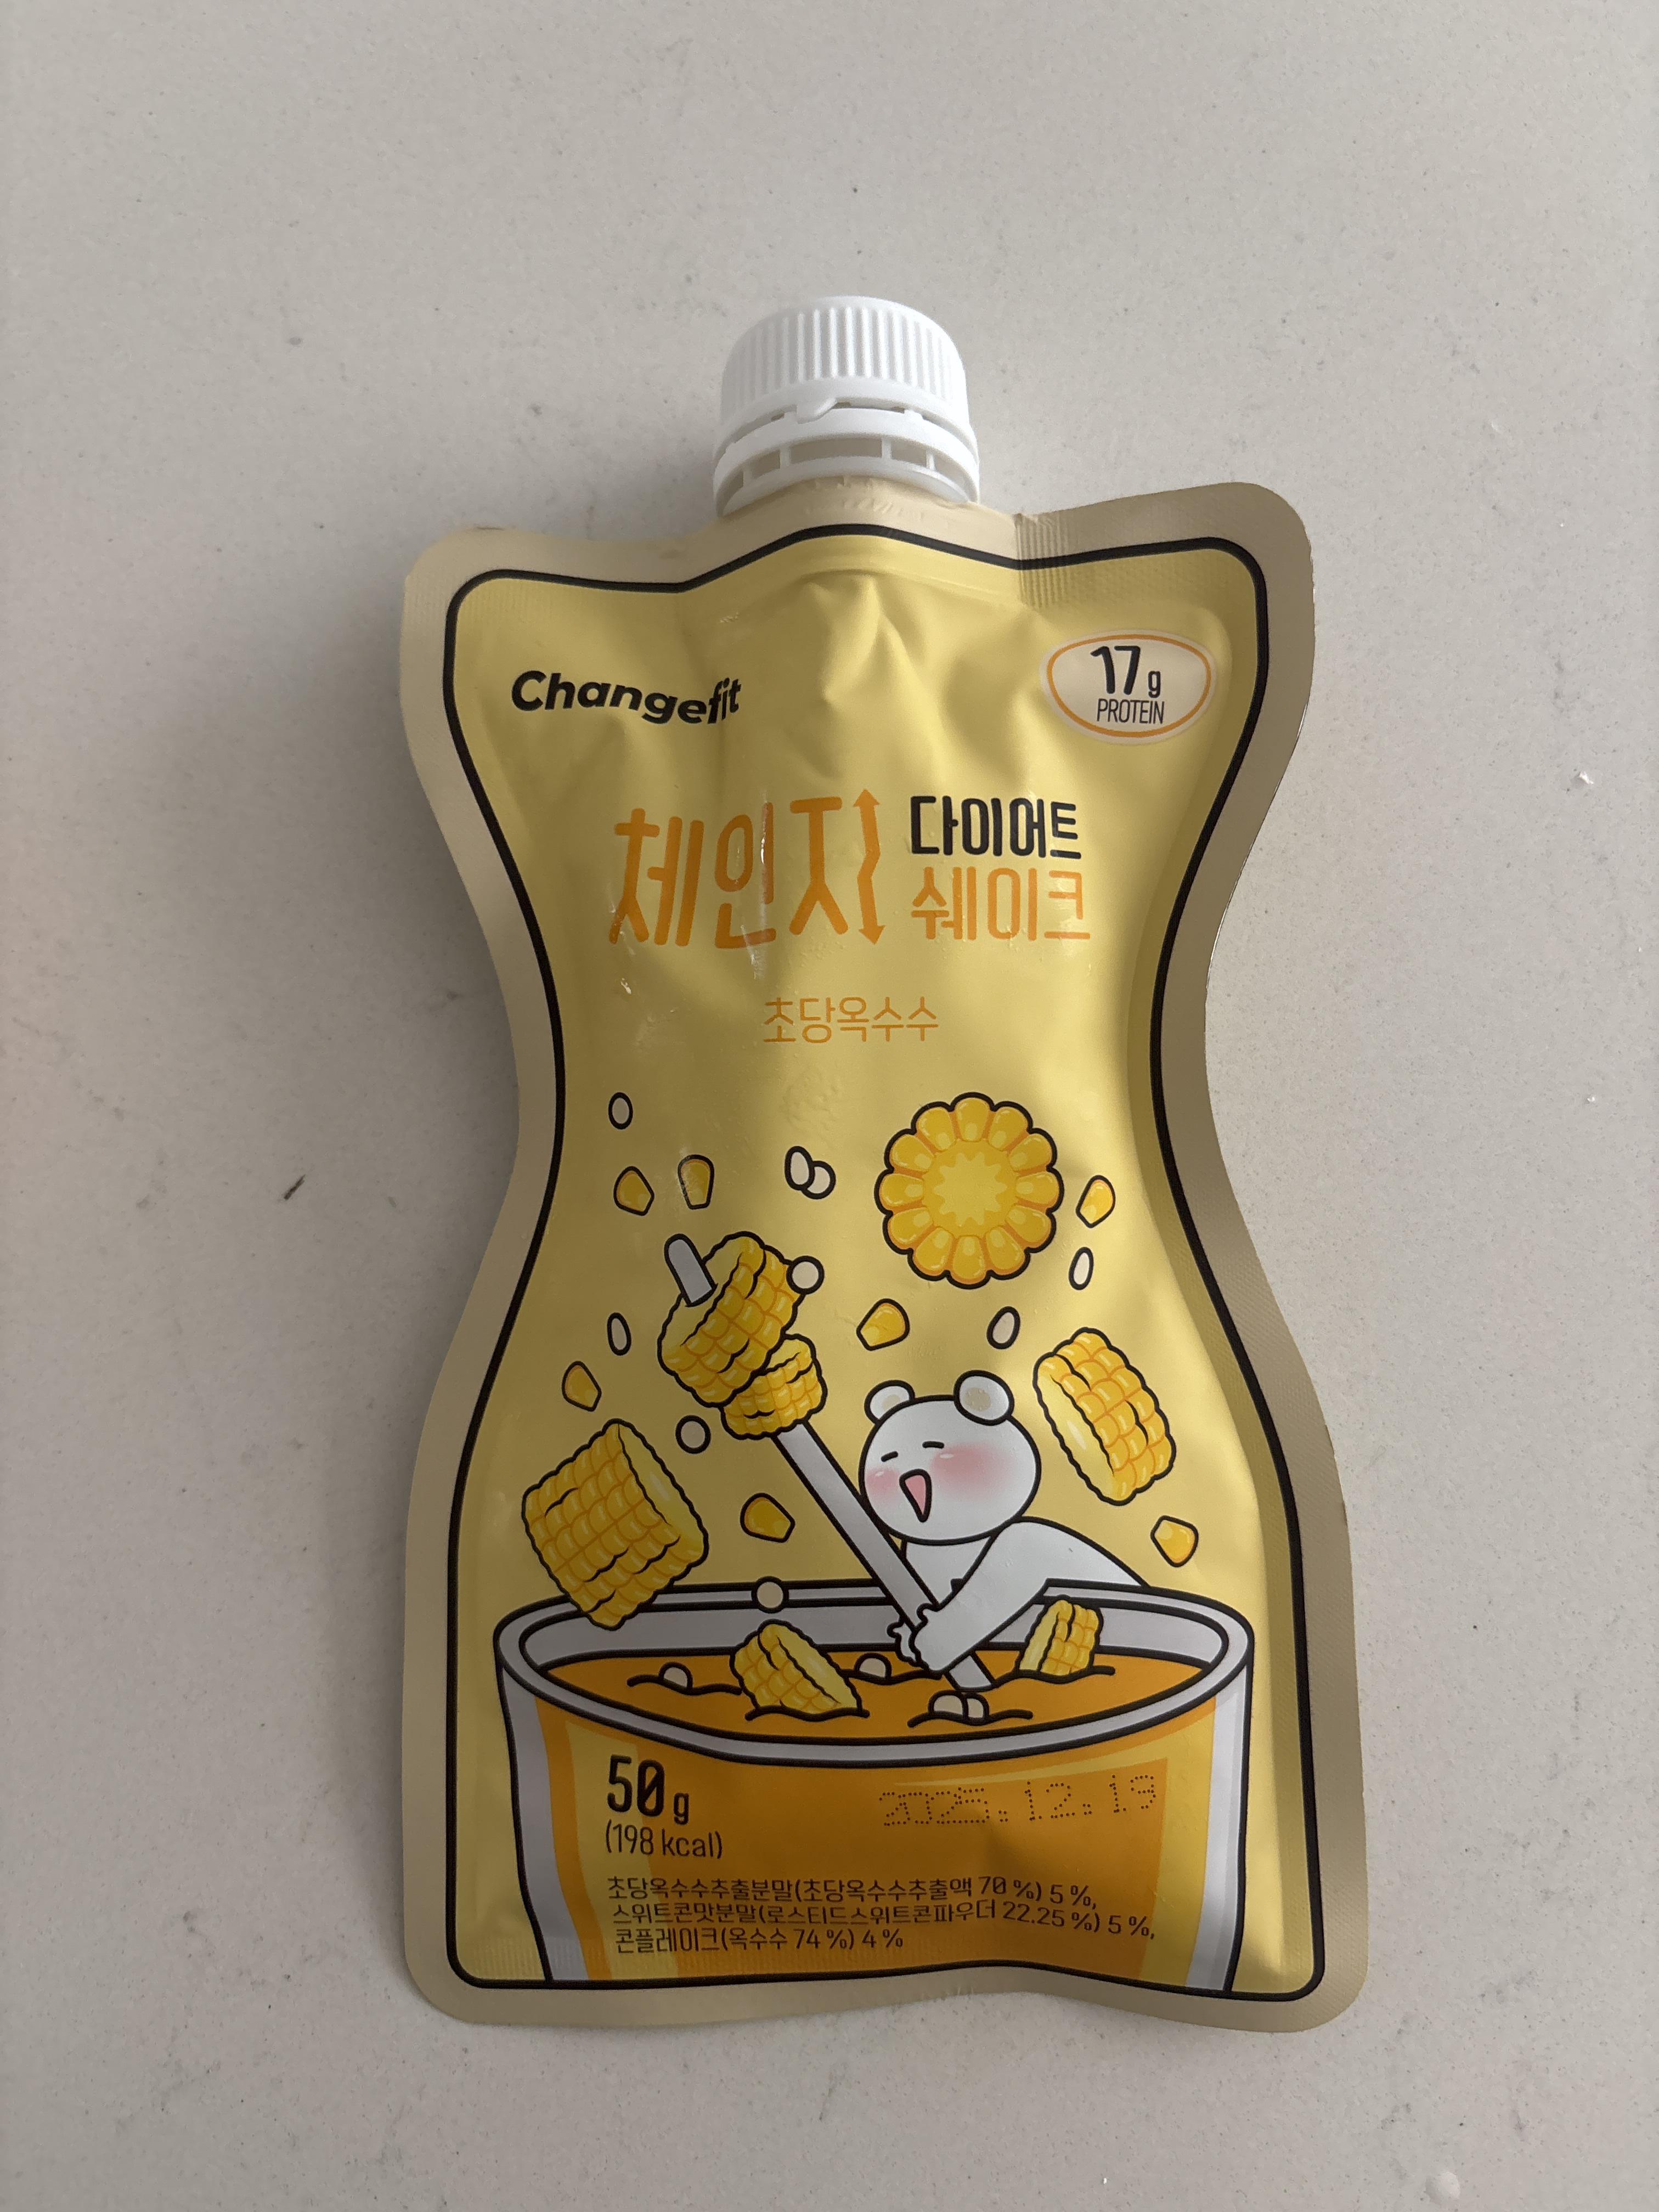 Changefit
17 g
PROTEIN
체인지 다이어트
쉐이크
초당옥수수
50 g
(198 kcal)
2025.12.19
초당옥수수추출분말(초당옥수수추출액 70 %) 5 %,
스위트콘맛분말(로스티드스위트콘파우더 22.25 %) 5 %,
콘플레이크(옥수수 74 %) 4 %